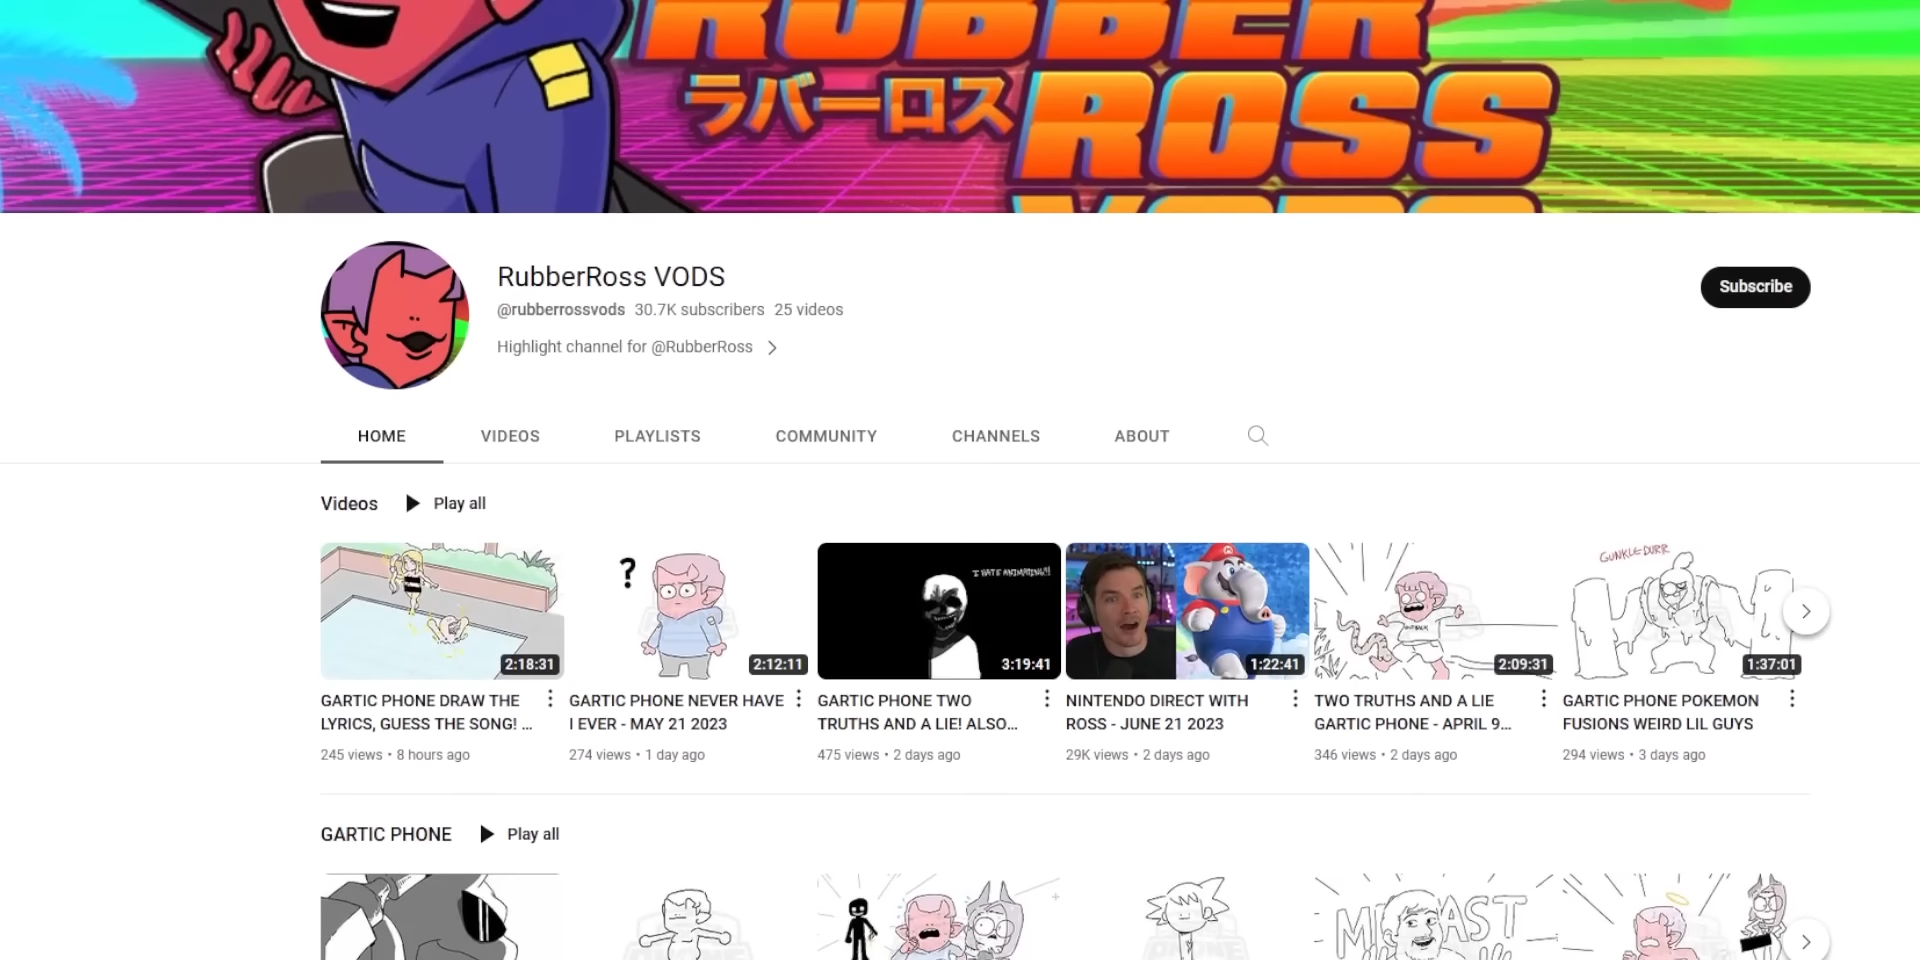 RUBBER
ラバーロス ROSS
VODS
RubberRoss VODS
@rubberrossvods 30.7K subscribers 25 videos
Highlight channel for @RubberRoss
Subscribe
HOME VIDEOS PLAYLISTS COMMUNITY CHANNELS ABOUT
Videos Play all
I HATE ANIMATING!!!
GUNKLE DURR
?
2:18:31
2:12:11
3:19:41
1:22:41
2:09:31
1:37:01
GARTIC PHONE DRAW THE
LYRICS, GUESS THE SONG! ...
245 views • 8 hours ago
GARTIC PHONE NEVER HAVE
I EVER - MAY 21 2023
274 views • 1 day ago
GARTIC PHONE TWO
TRUTHS AND A LIE! ALSO...
475 views • 2 days ago
NINTENDO DIRECT WITH
ROSS - JUNE 21 2023
29K views • 2 days ago
TWO TRUTHS AND A LIE
GARTIC PHONE - APRIL 9...
346 views • 2 days ago
GARTIC PHONE POKEMON
FUSIONS WEIRD LIL GUYS
294 views • 3 days ago
GARTIC PHONE Play all